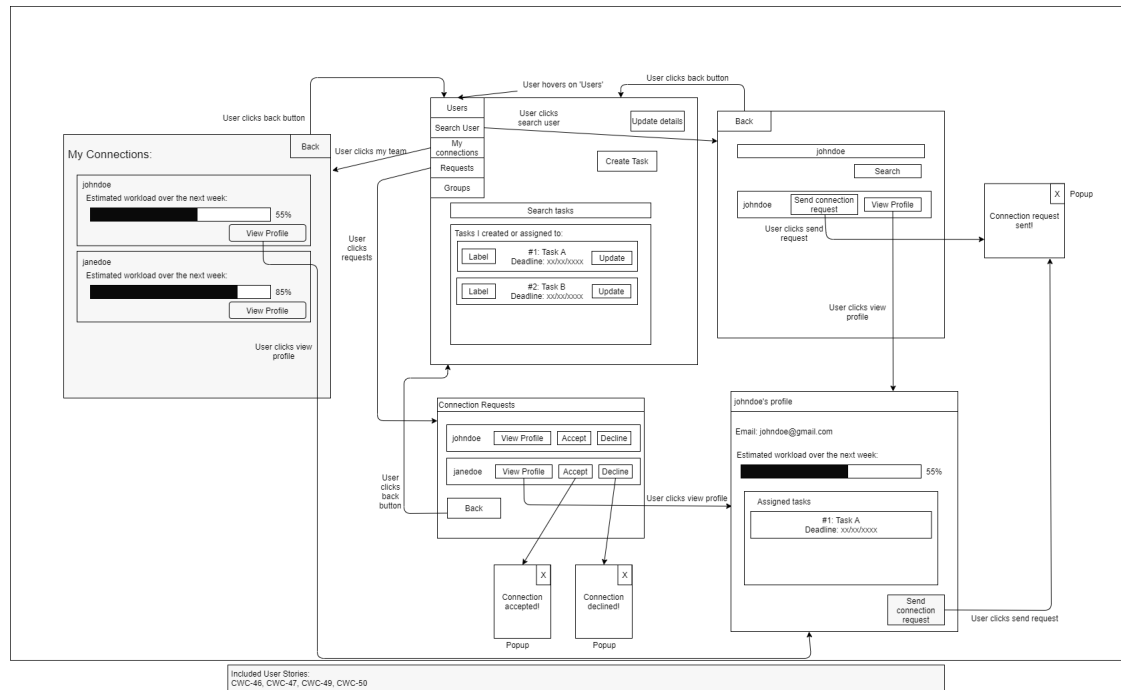 User hovers on 'Users'
User clicks back button
User clicks back button
My Connections:
Back
johndoe
Estimated workload over the next week:
55%
View Profile
janedoe
Estimated workload over the next week:
85%
View Profile
User clicks view
profile
User clicks my team
Users
Search User
My
connections
Requests
Groups
User clicks
search user
Update details
Create Task
Search tasks
Tasks I created or assigned to:
Label
#1: Task A
Deadline: xx/xx/xxxx
Update
Label
#2: Task B
Deadline: xx/xx/xxxx
Update
User
clicks
requests
Back
johndoe
Search
johndoe
Send connection
request
View Profile
User clicks send
request
User clicks view
profile
X
Connection request
sent!
Popup
Connection Requests
johndoe
View Profile
Accept
Decline
janedoe
View Profile
Accept
Decline
Back
User
clicks
back
button
User clicks view profile
X
Connection
accepted!
Popup
X
Connection
declined!
Popup
johndoe's profile
Email: johndoe@gmail.com
Estimated workload over the next week:
55%
Assigned tasks
#1: Task A
Deadline: xx/xx/xxxx
Send
connection
request
User clicks send request
Included User Stories:
CWC-46, CWC-47, CWC-49, CWC-50